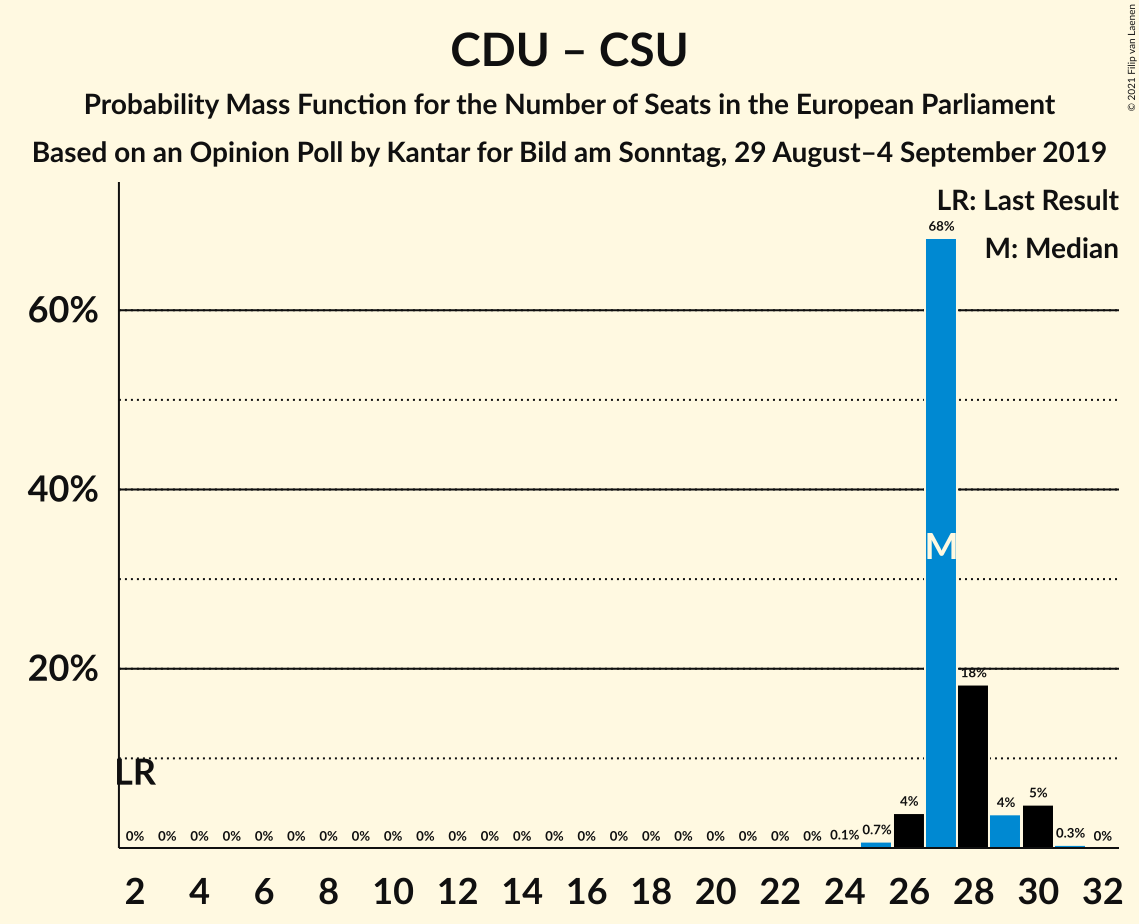 CDU – CSU
Probability Mass Function for the Number of Seats in the European Parliament
Based on an Opinion Poll by Kantar for Bild am Sonntag, 29 August–4 September 2019
© 2021 Filip van Laenen
LR: Last Result
M: Median
60%
40%
20%
LR
M
0% 0% 0% 0% 0% 0% 0% 0% 0% 0% 0% 0% 0% 0% 0% 0% 0% 0% 0% 0% 0% 0% 0.1% 0.7% 4% 68% 18% 4% 5% 0.3% 0%
2 4 6 8 10 12 14 16 18 20 22 24 26 28 30 32